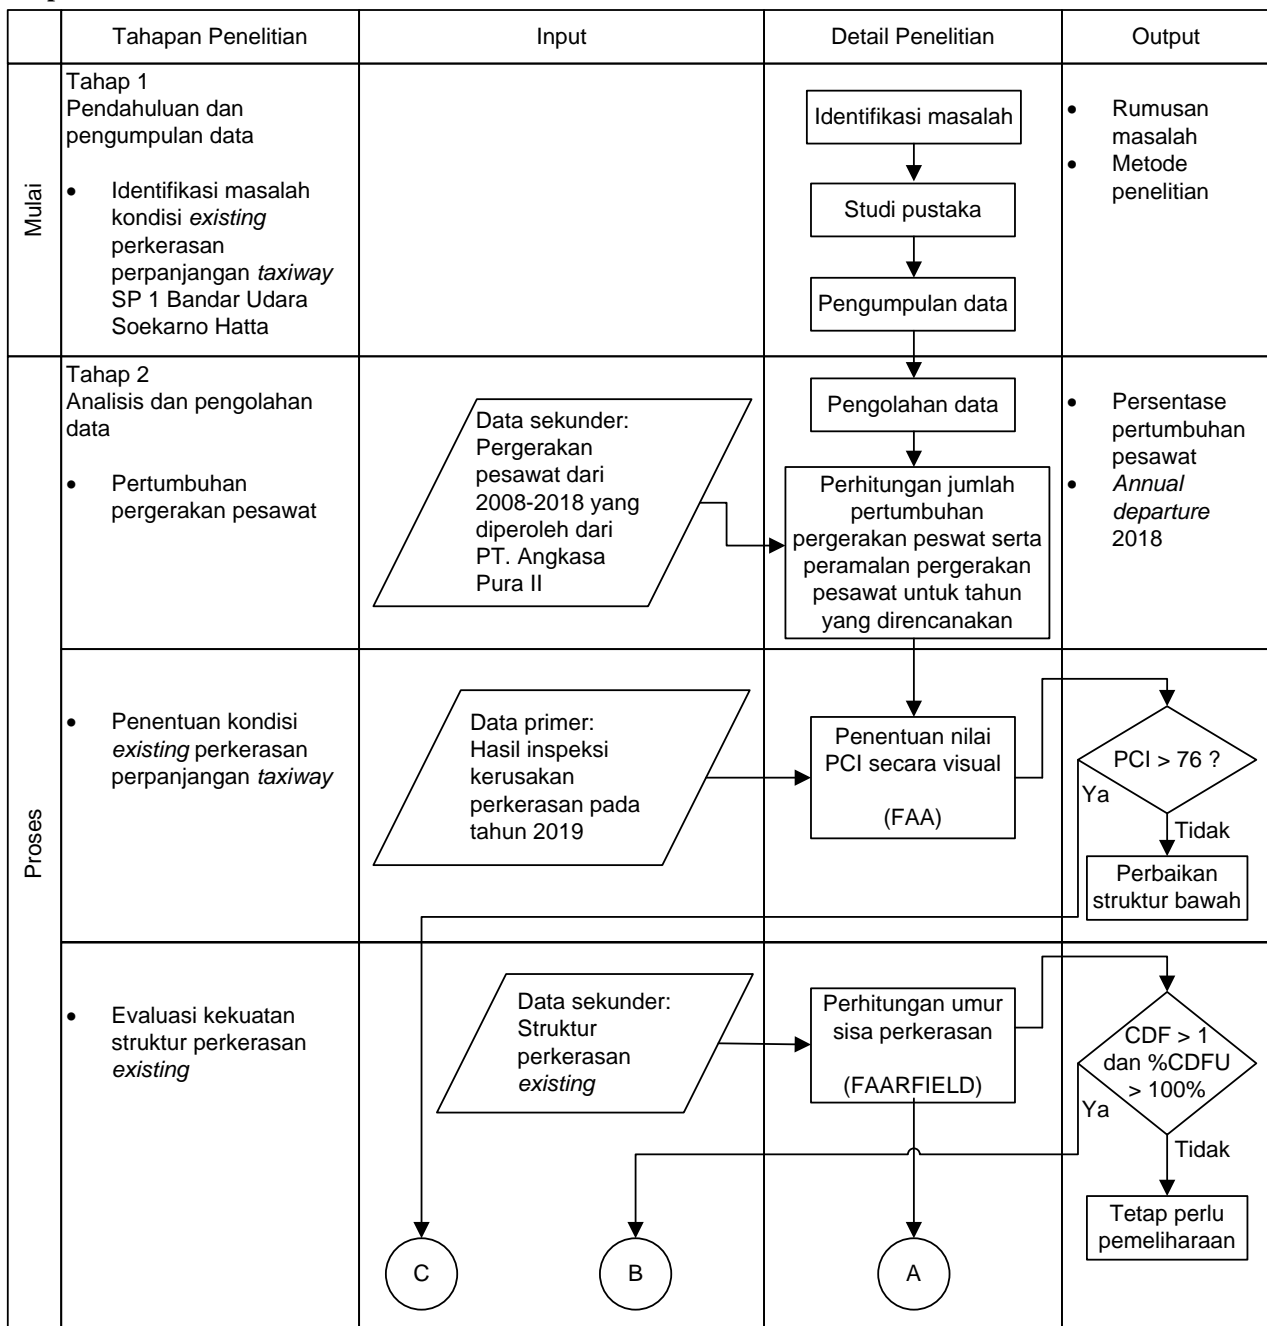 Tahapan Penelitian
Input
Detail Penelitian
Output
Mulai
Tahap 1
Pendahuluan dan
pengumpulan data
• Identifikasi masalah
kondisi existing
perkerasan
perpanjangan taxiway
SP 1 Bandar Udara
Soekarno Hatta
Identifikasi masalah
Studi pustaka
Pengumpulan data
• Rumusan
masalah
• Metode
penelitian
Proses
Tahap 2
Analisis dan pengolahan
data
• Pertumbuhan
pergerakan pesawat
Data sekunder:
Pergerakan
pesawat dari
2008-2018 yang
diperoleh dari
PT. Angkasa
Pura II
Pengolahan data
Perhitungan jumlah
pertumbuhan
pergerakan peswat serta
peramalan pergerakan
pesawat untuk tahun
yang direncanakan
• Persentase
pertumbuhan
pesawat
• Annual
departure
2018
• Penentuan kondisi
existing perkerasan
perpanjangan taxiway
Data primer:
Hasil inspeksi
kerusakan
perkerasan pada
tahun 2019
Penentuan nilai
PCI secara visual
(FAA)
PCI > 76 ?
Ya
Tidak
Perbaikan
struktur bawah
• Evaluasi kekuatan
struktur perkerasan
existing
Data sekunder:
Struktur
perkerasan
existing
Perhitungan umur
sisa perkerasan
(FAARFIELD)
CDF > 1
dan %CDFU
> 100%
Ya
Tidak
Tetap perlu
pemeliharaan
C
B
A